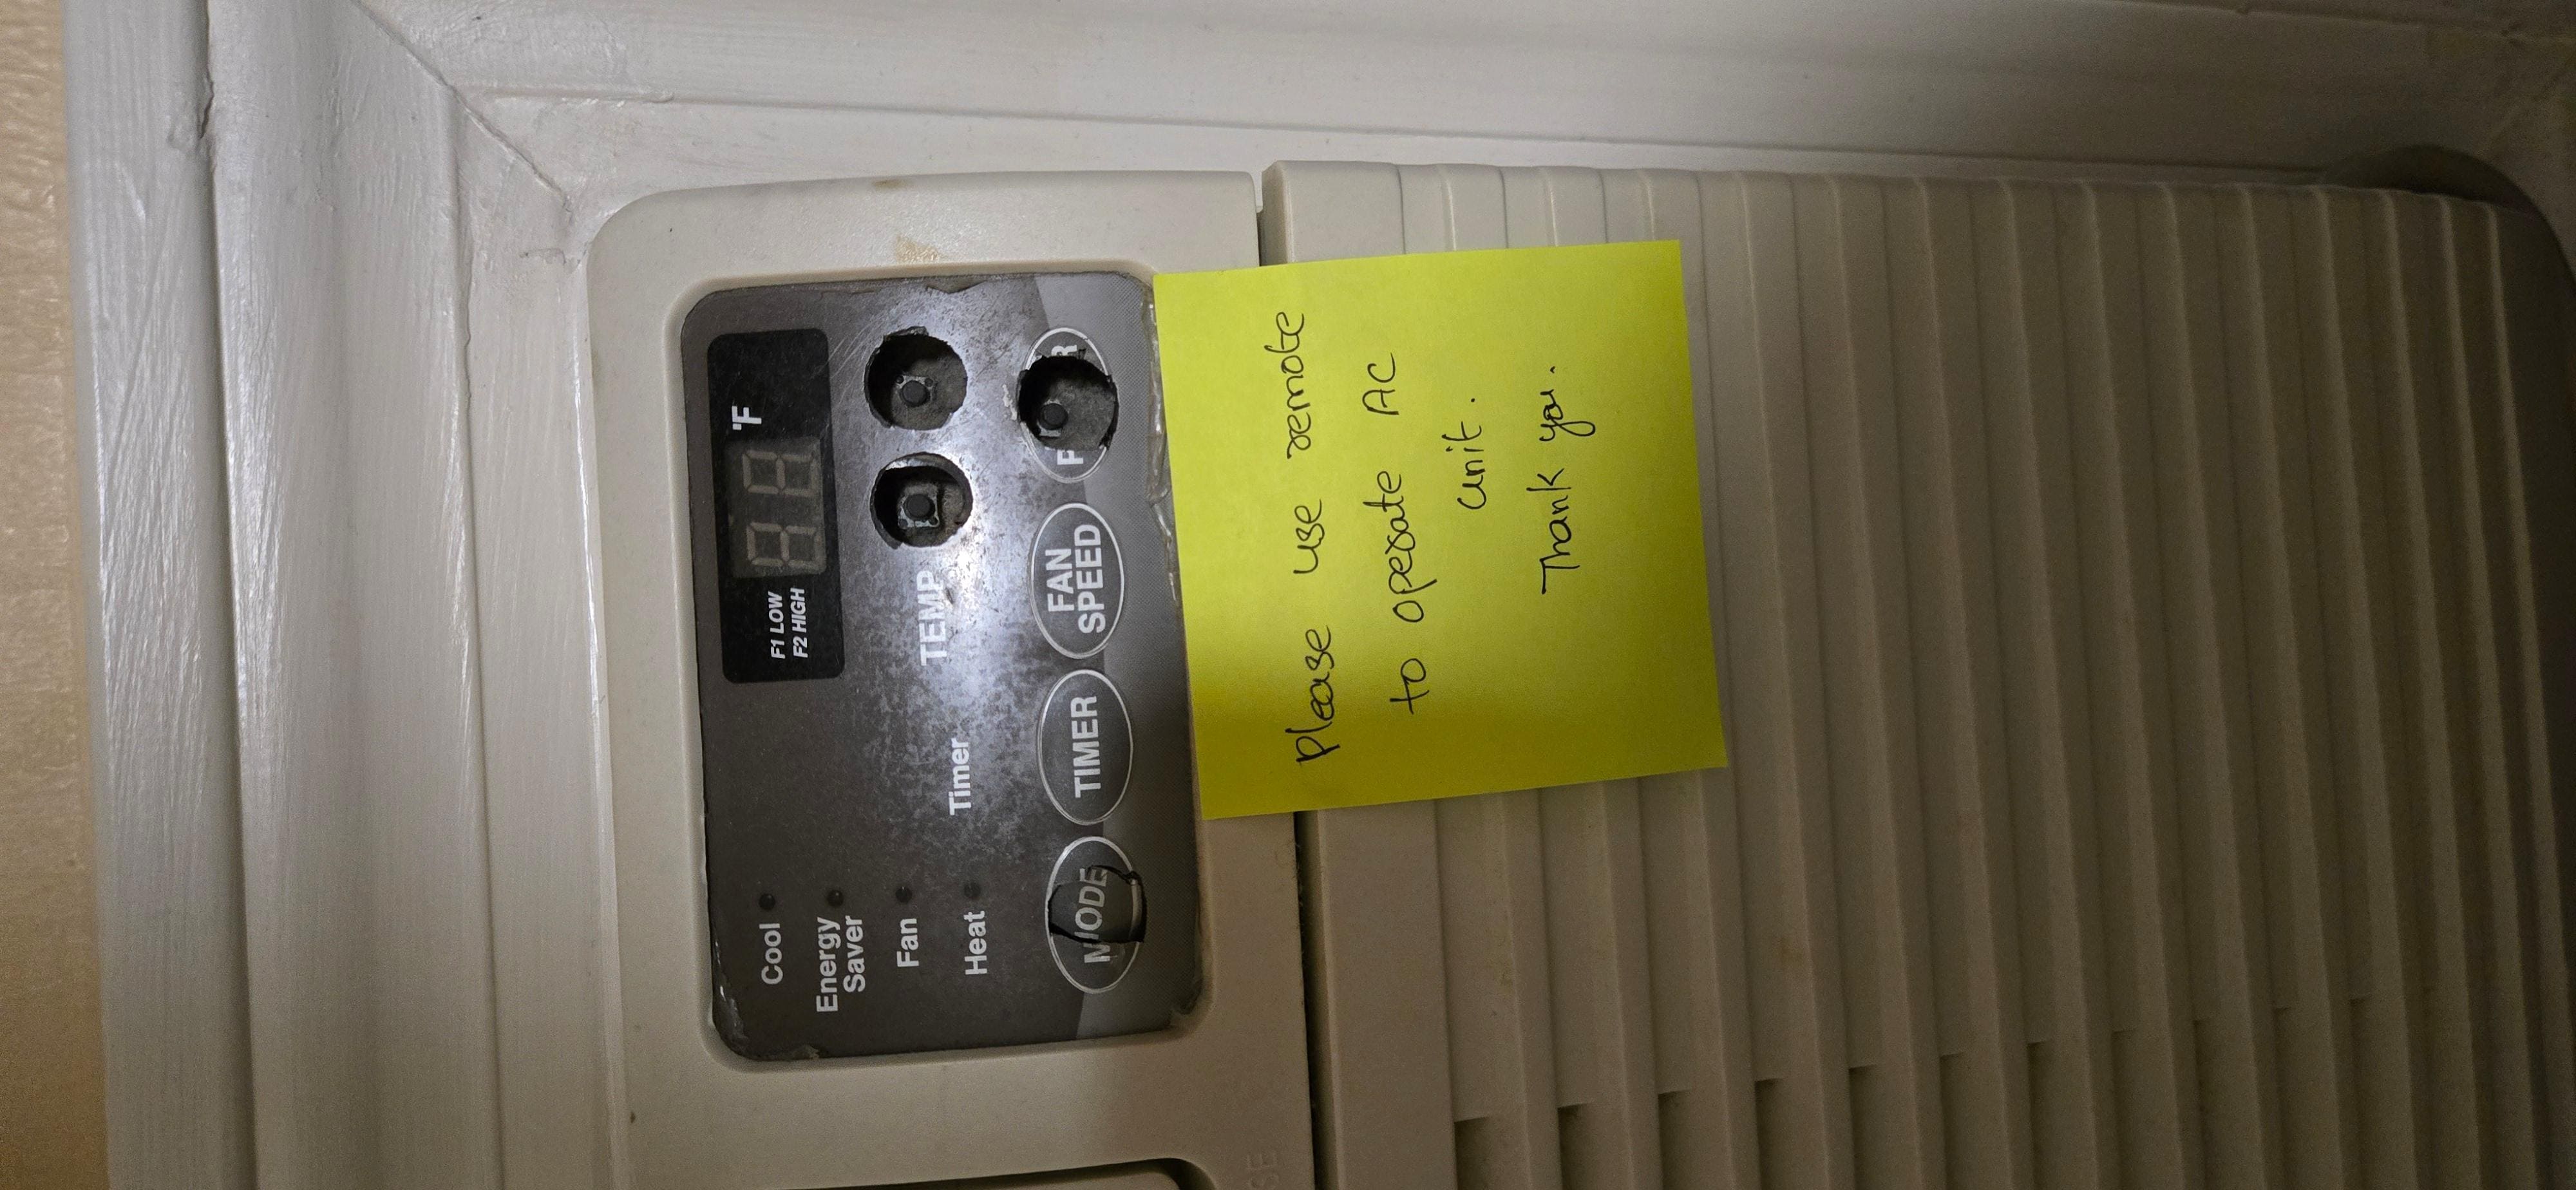 °F
F1 LOW
F2 HIGH
Cool
Energy
Saver
Fan
Heat
TEMP
Timer
MODE
TIMER
FAN
SPEED
Please use remote
to operate AC
unit.
Thank you.